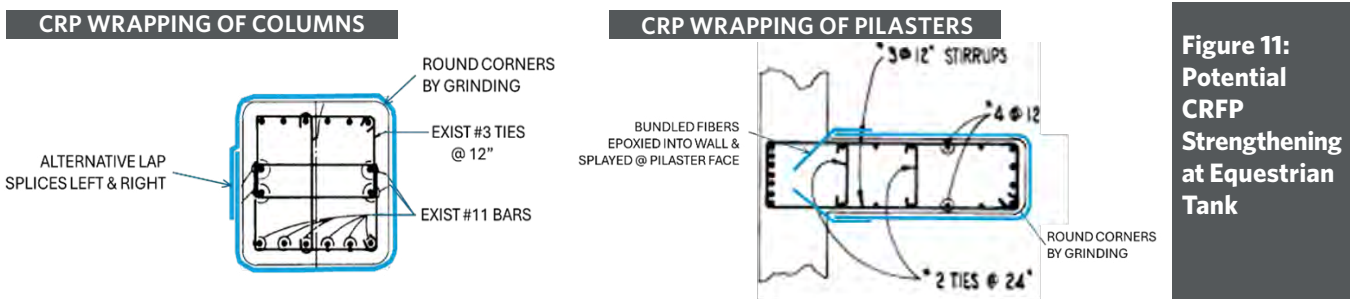 CRP WRAPPING OF COLUMNS
ROUND CORNERS
BY GRINDING
EXIST #3 TIES
@ 12"
ALTERNATIVE LAP
SPLICES LEFT & RIGHT
EXIST #11 BARS
CRP WRAPPING OF PILASTERS
#3@12" STIRRUPS
#4 @ 12
BUNDLED FIBERS
EPOXIED INTO WALL &
SPLAYED @ PILASTER FACE
ROUND CORNERS
BY GRINDING
#2 TIES @ 24"
Figure 11:
Potential
CRFP
Strengthening
at Equestrian
Tank